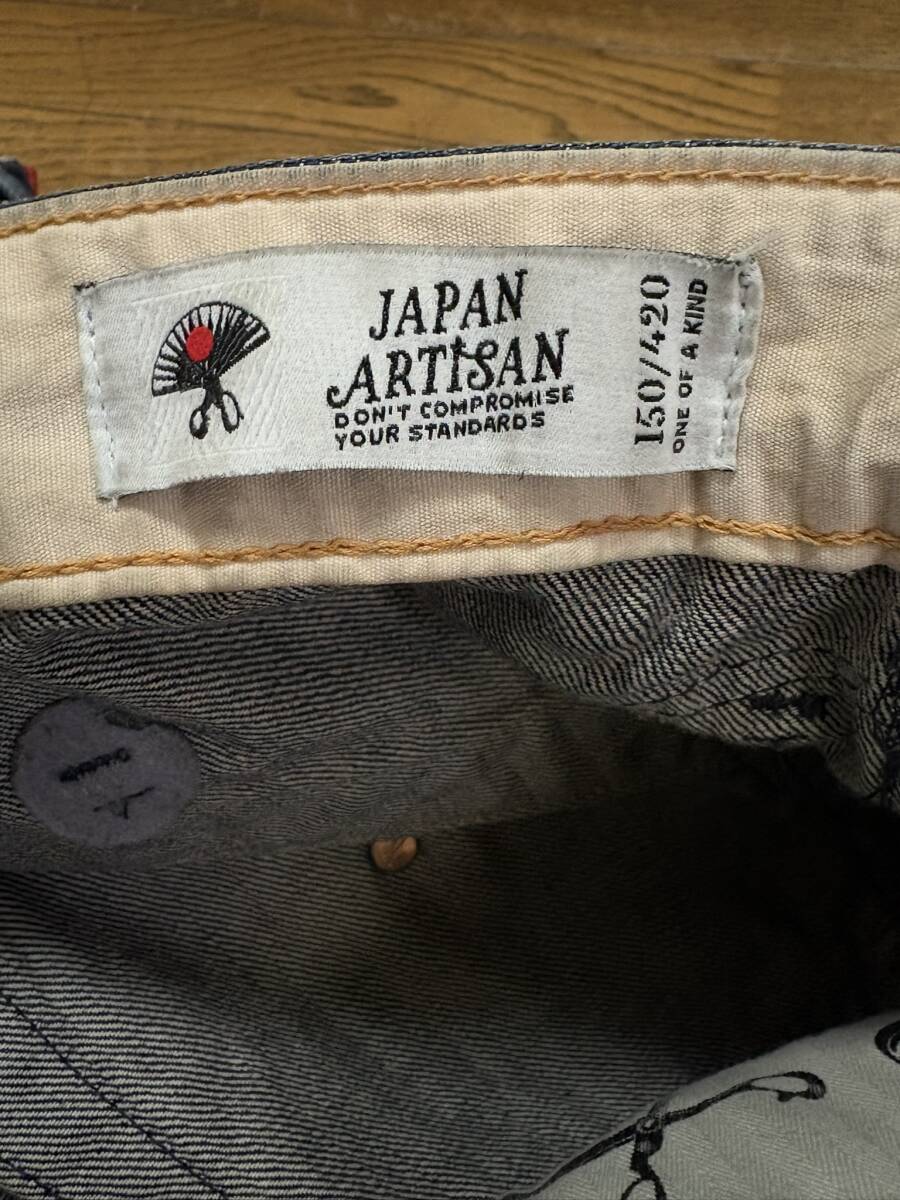 JAPAN
ARTISAN
DON'T COMPROMISE
YOUR STANDARDS
150/420
ONE OF A KIND